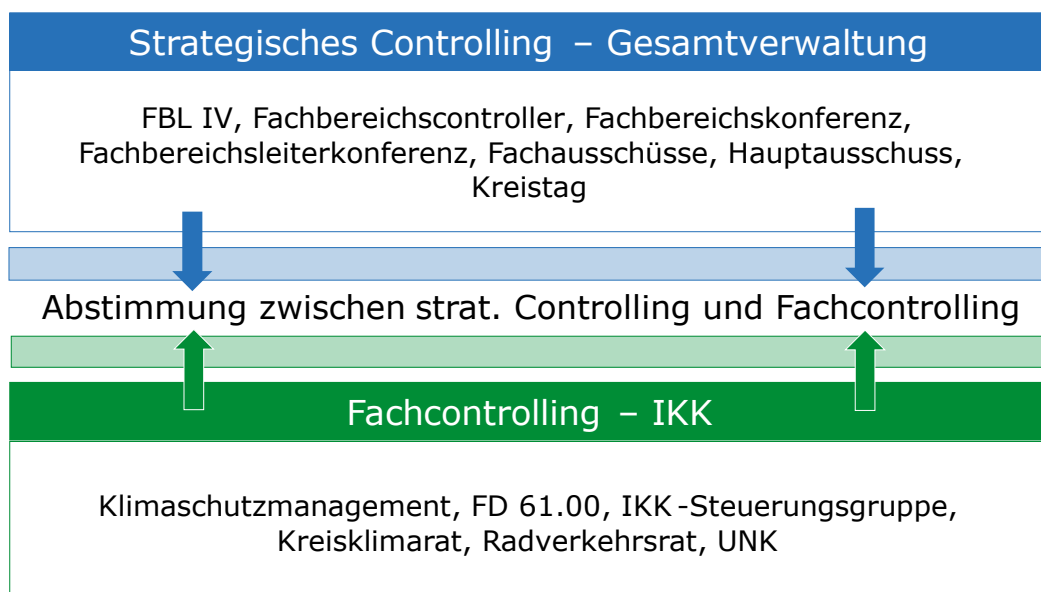 Strategisches Controlling – Gesamtverwaltung
FBL IV, Fachbereichscontroller, Fachbereichskonferenz,
Fachbereichsleiterkonferenz, Fachausschüsse, Hauptausschuss,
Kreistag
Abstimmung zwischen strat. Controlling und Fachcontrolling
Fachcontrolling – IKK
Klimaschutzmanagement, FD 61.00, IKK-Steuerungsgruppe,
Kreisklimarat, Radverkehrsrat, UNK